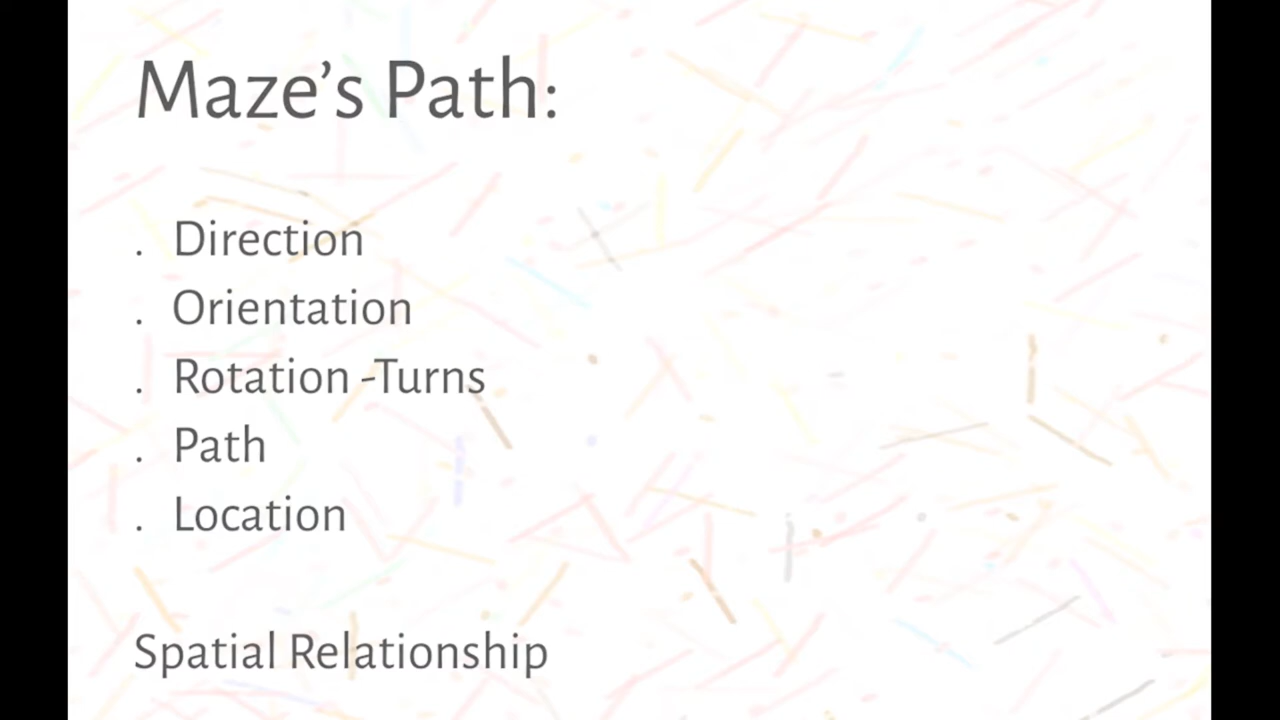 Maze’s Path:
. Direction
. Orientation
. Rotation -Turns
. Path
. Location
Spatial Relationship